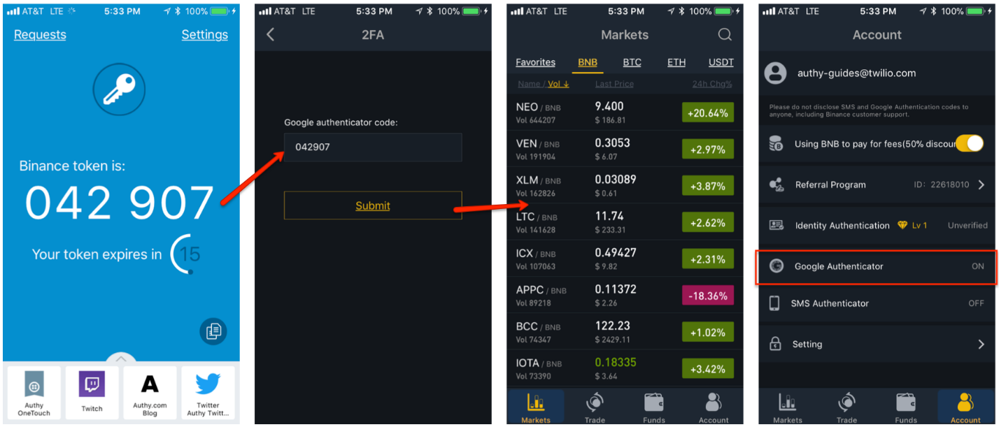 AT&T LTE 5:33 PM 100%
Requests Settings
Binance token is:
042 907
Your token expires in 15
Authy OneTouch
Twitch
A
Authy.com Blog
Twitter Authy Twitt...
AT&T LTE 5:33 PM 100%
2FA
Google authenticator code:
042907
Submit
AT&T LTE 5:33 PM 100%
Markets
Favorites BNB BTC ETH USDT
Name / Vol ↓ Last Price 24h Chg%
NEO / BNB 9.400 +20.64%
Vol 644207 $ 186.81
VEN / BNB 0.3053 +2.97%
Vol 191904 $ 6.07
XLM / BNB 0.03089 +3.87%
Vol 162826 $ 0.61
LTC / BNB 11.74 +2.62%
Vol 141628 $ 233.31
ICX / BNB 0.49427 +2.31%
Vol 107063 $ 9.82
APPC / BNB 0.11372 -18.36%
Vol 89218 $ 2.26
BCC / BNB 122.23 +1.02%
Vol 74347 $ 2429.11
IOTA / BNB 0.18335 +3.42%
Vol 73390 $ 3.64
Markets Trade Funds Account
AT&T LTE 5:33 PM 100%
Account
authy-guides@twilio.com
Please do not disclose SMS and Google Authentication codes to
anyone, including Binance customer support.
Using BNB to pay for fees(50% discour
Referral Program ID: 22618010
Identity Authentication Lv 1 Unverified
Google Authenticator ON
SMS Authenticator OFF
Setting
Markets Trade Funds Account